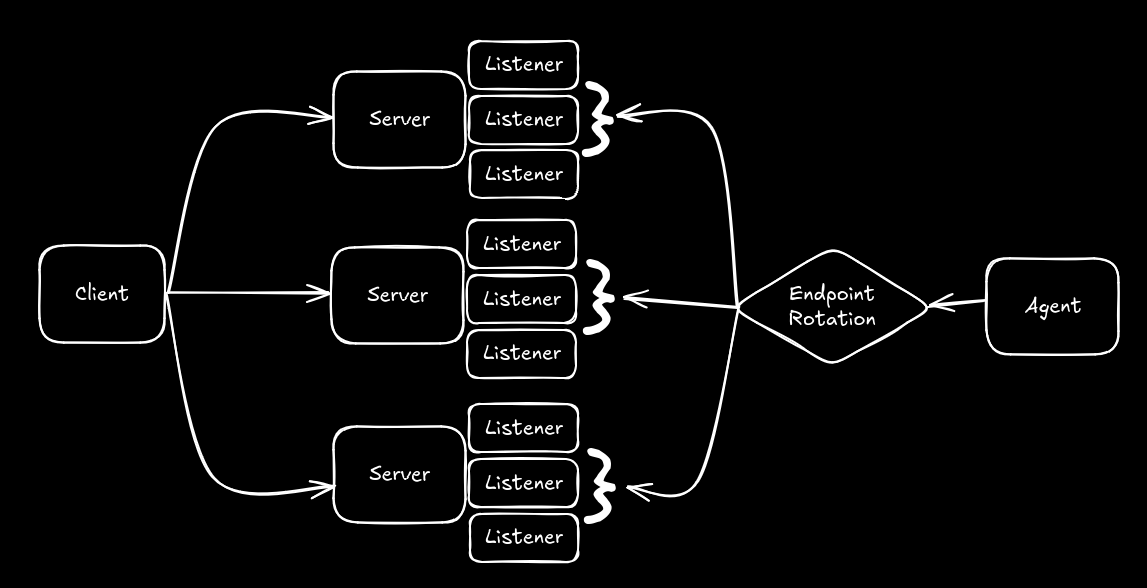 Listener
Server
Listener
Listener
Listener
Client
Server
Listener
Listener
Endpoint
Rotation
Agent
Listener
Server
Listener
Listener